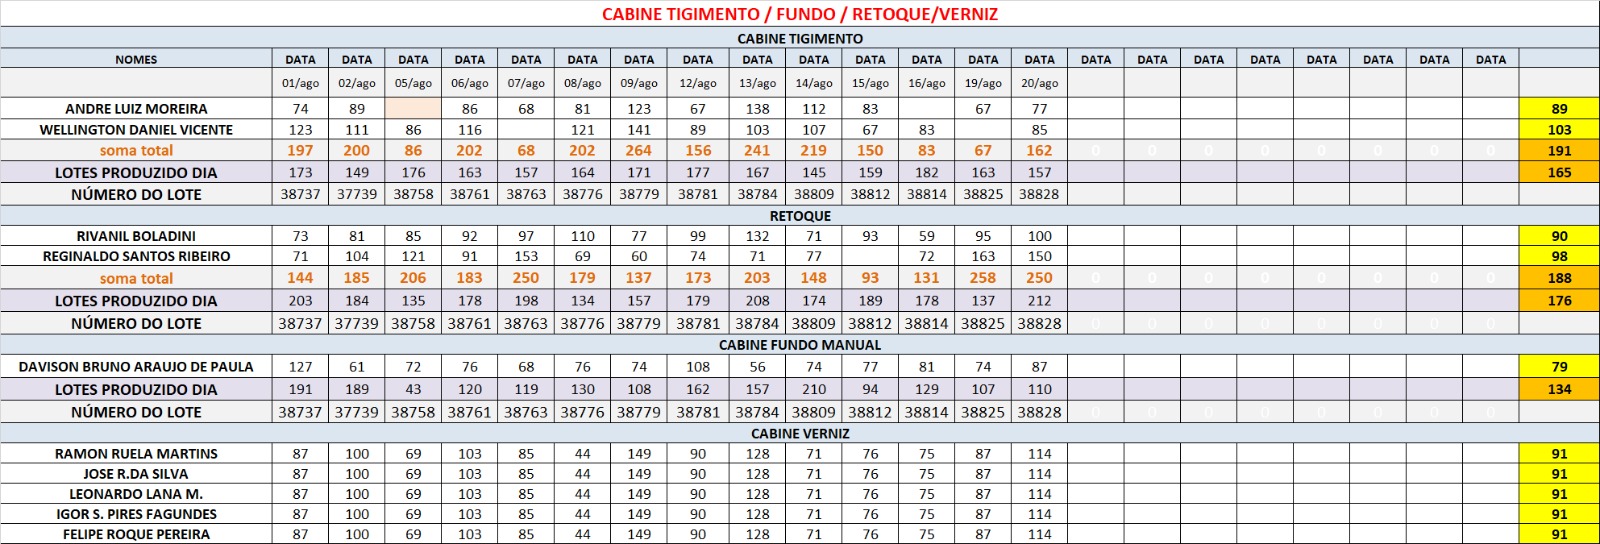 CABINE TIGIMENTO / FUNDO / RETOQUE/VERNIZ
CABINE TIGIMENTO
NOMES DATA DATA DATA DATA DATA DATA DATA DATA DATA DATA DATA DATA DATA DATA DATA DATA DATA DATA DATA DATA DATA DATA
01/ago 02/ago 05/ago 06/ago 07/ago 08/ago 09/ago 12/ago 13/ago 14/ago 15/ago 16/ago 19/ago 20/ago
ANDRE LUIZ MOREIRA 74 89 86 68 81 123 67 138 112 83 67 77 89
WELLINGTON DANIEL VICENTE 123 111 86 116 121 141 89 103 107 67 83 85 103
soma total 197 200 86 202 68 202 264 156 241 219 150 83 67 162 0 0 0 0 0 0 0 0 191
LOTES PRODUZIDO DIA 173 149 176 163 157 164 171 177 167 145 159 182 163 157 165
NÚMERO DO LOTE 38737 37739 38758 38761 38763 38776 38779 38781 38784 38809 38812 38814 38825 38828
RETOQUE
RIVANIL BOLADINI 73 81 85 92 97 110 77 99 132 71 93 59 95 100 90
REGINALDO SANTOS RIBEIRO 71 104 121 91 153 69 60 74 71 77 72 163 150 98
soma total 144 185 206 183 250 179 137 173 203 148 93 131 258 250 0 0 0 0 0 0 0 0 188
LOTES PRODUZIDO DIA 203 184 135 178 198 134 157 179 208 174 189 178 137 212 176
NÚMERO DO LOTE 38737 37739 38758 38761 38763 38776 38779 38781 38784 38809 38812 38814 38825 38828 0 0 0 0 0 0 0 0
CABINE FUNDO MANUAL
DAVISON BRUNO ARAUJO DE PAULA 127 61 72 76 68 76 74 108 56 74 77 81 74 87 79
LOTES PRODUZIDO DIA 191 189 43 120 119 130 108 162 157 210 94 129 107 110 134
NÚMERO DO LOTE 38737 37739 38758 38761 38763 38776 38779 38781 38784 38809 38812 38814 38825 38828 0 0 0 0 0 0 0 0
CABINE VERNIZ
RAMON RUELA MARTINS 87 100 69 103 85 44 149 90 128 71 76 75 87 114 91
JOSE R.DA SILVA 87 100 69 103 85 44 149 90 128 71 76 75 87 114 91
LEONARDO LANA M. 87 100 69 103 85 44 149 90 128 71 76 75 87 114 91
IGOR S. PIRES FAGUNDES 87 100 69 103 85 44 149 90 128 71 76 75 87 114 91
FELIPE ROQUE PEREIRA 87 100 69 103 85 44 149 90 128 71 76 75 87 114 91